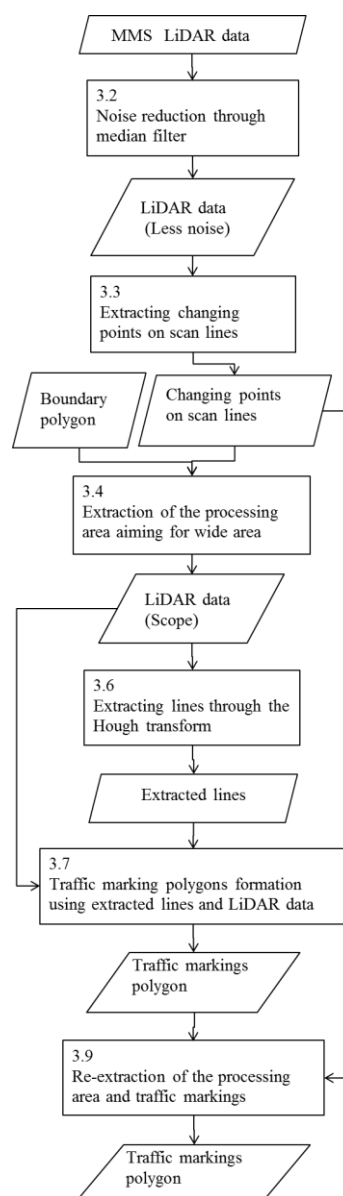 MMS LiDAR data
3.2
Noise reduction through
median filter
LiDAR data
(Less noise)
3.3
Extracting changing
points on scan lines
Boundary
polygon
Changing points
on scan lines
3.4
Extraction of the processing
area aiming for wide area
LiDAR data
(Scope)
3.6
Extracting lines through the
Hough transform
Extracted lines
3.7
Traffic marking polygons formation
using extracted lines and LiDAR data
Traffic markings
polygon
3.9
Re-extraction of the processing
area and traffic markings
Traffic markings
polygon